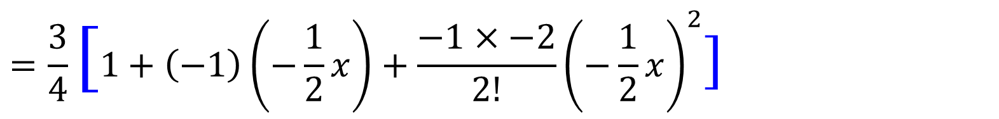 = 3/4 [1 + (−1)(−1/2 x) + (−1 × −2)/2! (−1/2 x)²]